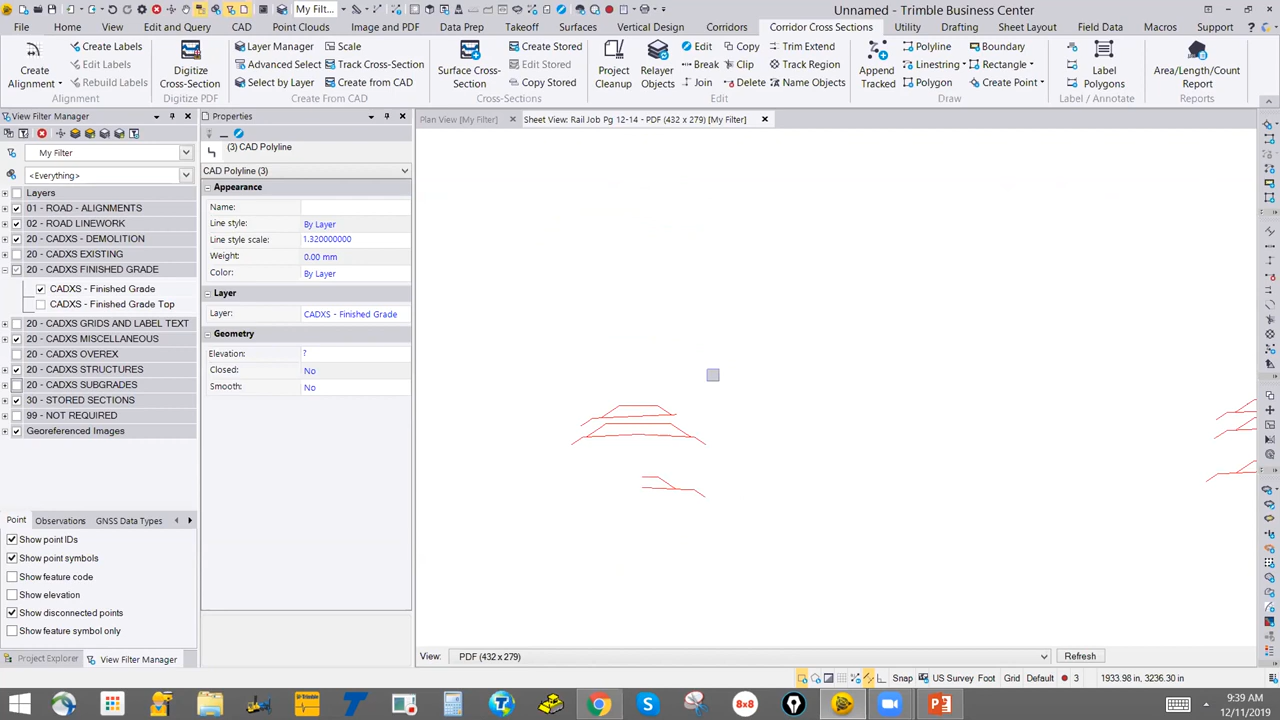 My Filter
Unnamed - Trimble Business Center
File
Home
View
Edit and Query
CAD
Point Clouds
Image and PDF
Data Prep
Takeoff
Surfaces
Vertical Design
Corridor Cross Sections
Utility
Drafting
Sheet Layout
Field Data
Macros
Support
Create Alignment
Create Labels
Edit Labels
Rebuild Labels
Alignment
Digitize Cross-Section
Digitize PDF
Layer Manager
Advanced Select
Select by Layer
Scale
Track Cross-Section
Create from CAD
Create From CAD
Surface Cross-Section
Create Stored
Edit Stored
Copy Stored
Cross-Sections
Project Cleanup
Relayer Objects
Edit
Break
Join
Copy
Clip
Delete
Trim Extend
Track Region
Name Objects
Edit
Append Tracked
Polyline
Linestring
Polygon
Boundary
Rectangle
Create Point
Draw
Label Polygons
Label / Annotate
Area/Length/Count Report
Reports
View Filter Manager
My Filter
<Everything>
Layers
01 - ROAD - ALIGNMENTS
02 - ROAD LINEWORK
20 - CADXS - DEMOLITION
20 - CADXS EXISTING
20 - CADXS FINISHED GRADE
CADXS - Finished Grade
CADXS - Finished Grade Top
20 - CADXS GRIDS AND LABEL TEXT
20 - CADXS MISCELLANEOUS
20 - CADXS OVEREX
20 - CADXS STRUCTURES
20 - CADXS SUBGRADES
30 - STORED SECTIONS
99 - NOT REQUIRED
Georeferenced Images
Point
Observations
GNSS Data Types
Show point IDs
Show point symbols
Show feature code
Show elevation
Show disconnected points
Show feature symbol only
Project Explorer
View Filter Manager
Properties
(3) CAD Polyline
CAD Polyline (3)
Appearance
Name:
Line style: By Layer
Line style scale: 1.320000000
Weight: 0.00 mm
Color: By Layer
Layer
Layer: CADXS - Finished Grade
Geometry
Elevation: ?
Closed: No
Smooth: No
Plan View [My Filter]
Sheet View: Rail Job Pg 12-14 - PDF (432 x 279) [My Filter]
View: PDF (432 x 279)
Refresh
Snap
US Survey Foot
Grid
Default
3
1933.98 in, 3236.30 in
8x8
9:39 AM
12/11/2019